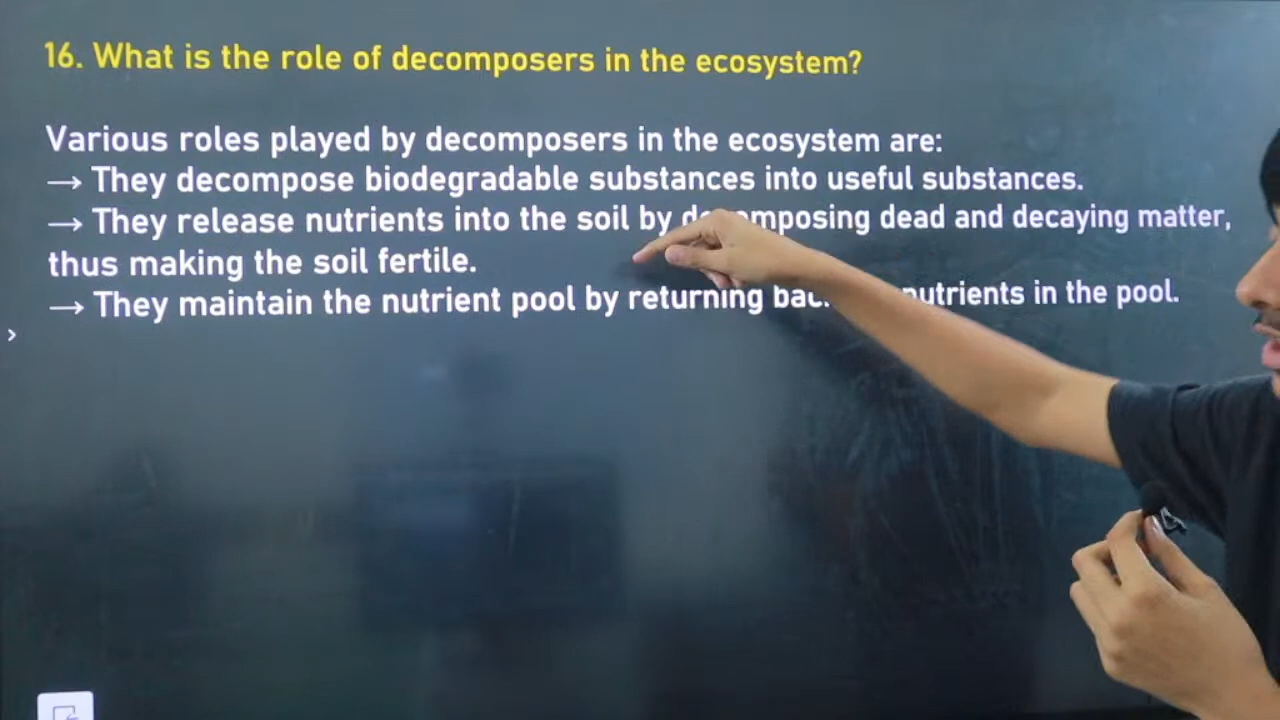 16. What is the role of decomposers in the ecosystem?
Various roles played by decomposers in the ecosystem are:
→ They decompose biodegradable substances into useful substances.
→ They release nutrients into the soil by decomposing dead and decaying matter,
thus making the soil fertile.
→ They maintain the nutrient pool by returning nutrients in the pool.